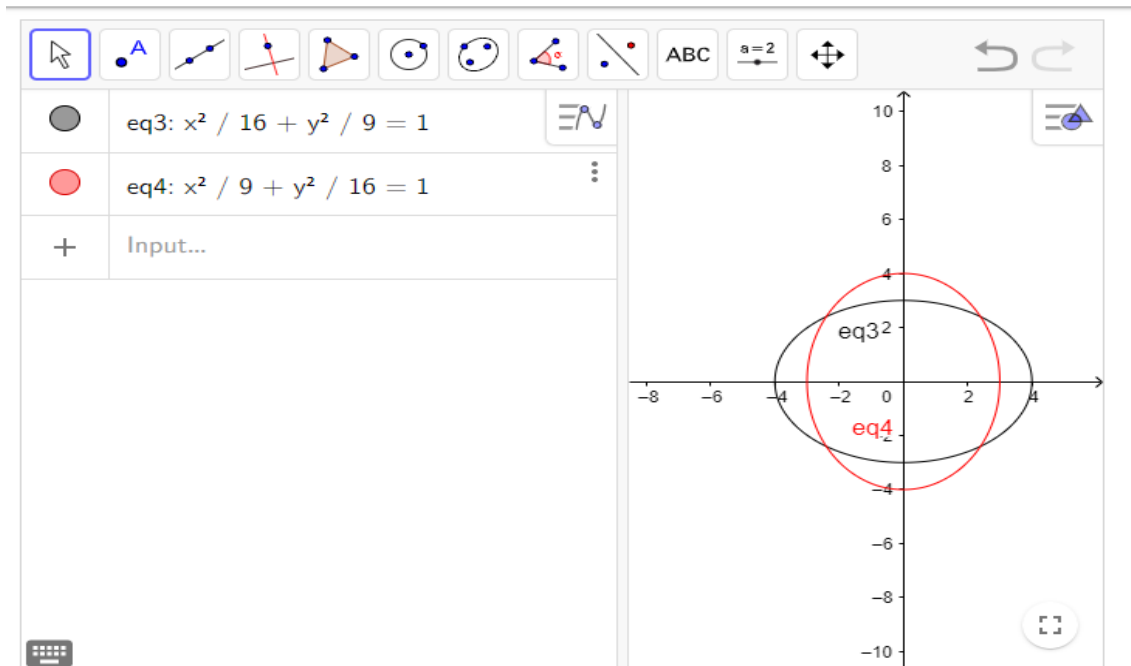 A
α
ABC
a=2
eq3: x² / 16 + y² / 9 = 1
eq4: x² / 9 + y² / 16 = 1
+ Input...
10
8
6
4
eq3 2
–8 –6 –4 –2 0 2 4
eq4
–2
–4
–6
–8
–10